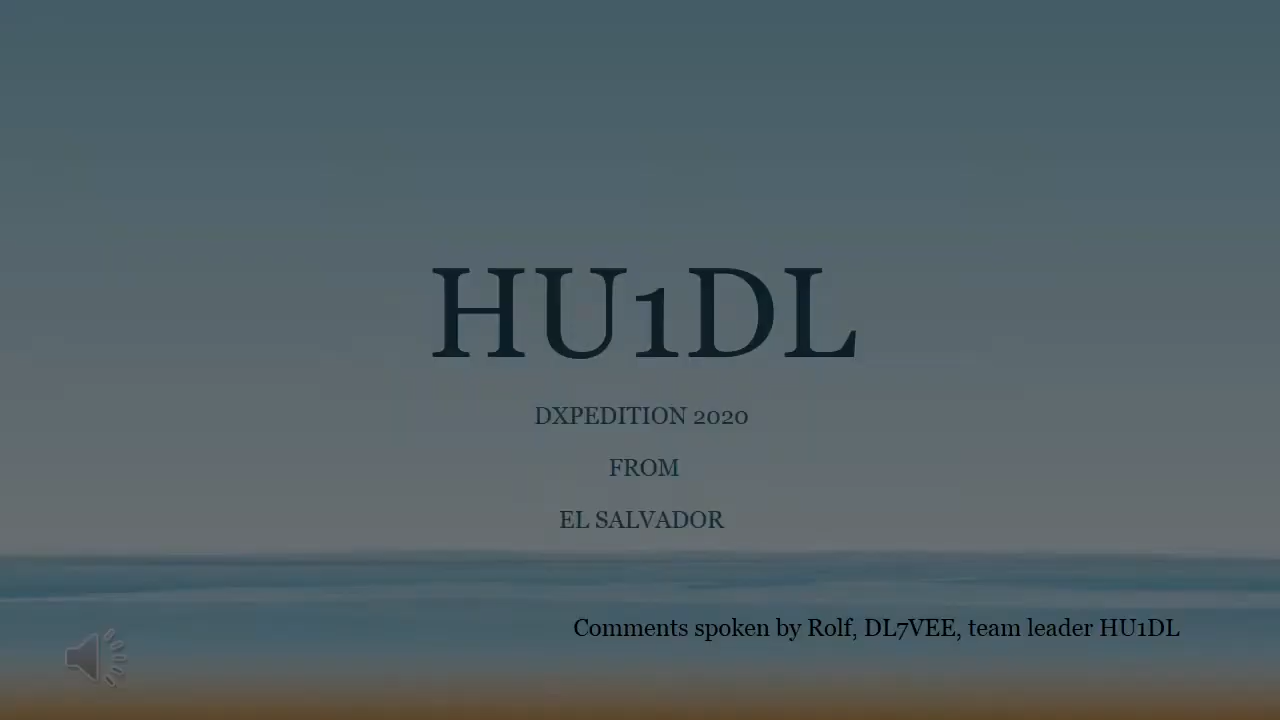 HU1DL
DXPEDITION 2020
FROM
EL SALVADOR
Comments spoken by Rolf, DL7VEE, team leader HU1DL